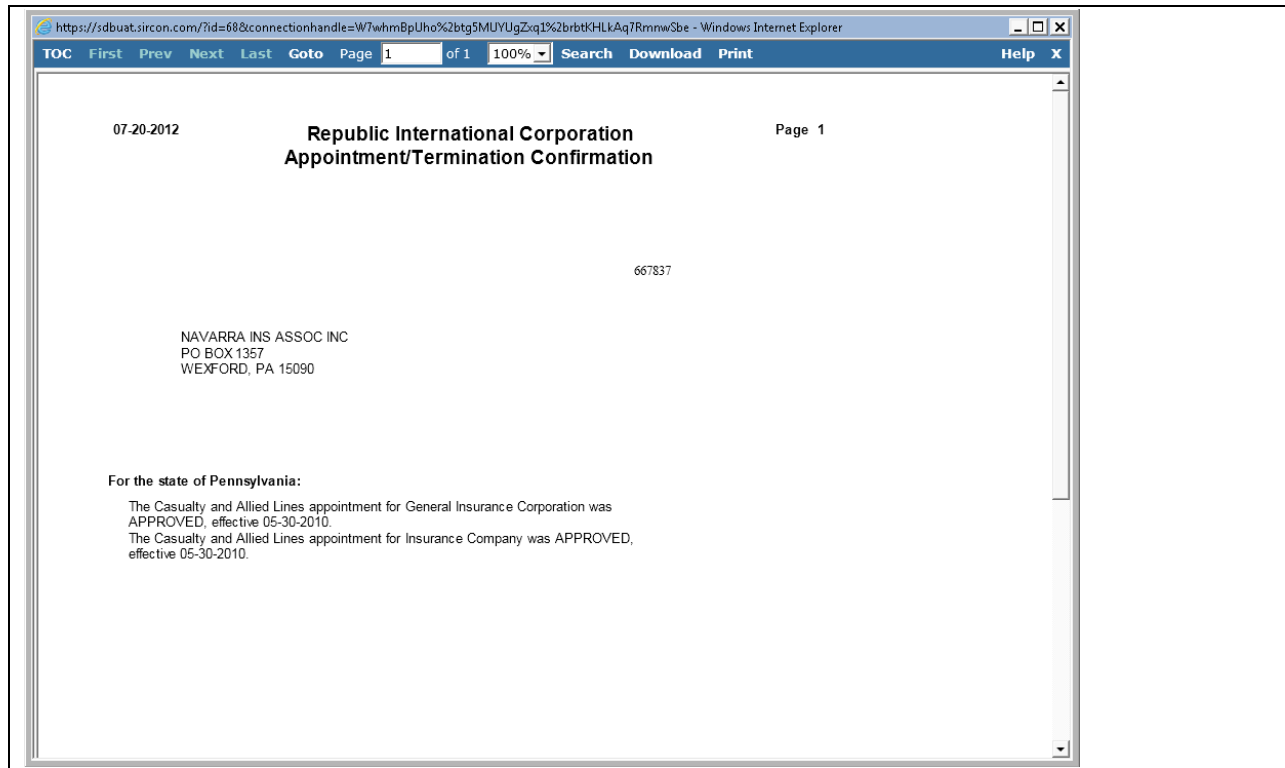 https://sdbuat.sircon.com/?id=68&connectionhandle=W7whmBpUho%2btg5MUYUgZxq1%2brbtKHLkAq7RmnwSbe - Windows Internet Explorer
TOC First Prev Next Last Goto Page 1 of 1 100% Search Download Print Help X
07-20-2012 Republic International Corporation Page 1
Appointment/Termination Confirmation
667837
NAVARRA INS ASSOC INC
PO BOX 1357
WEXFORD, PA 15090
For the state of Pennsylvania:
The Casualty and Allied Lines appointment for General Insurance Corporation was
APPROVED, effective 05-30-2010.
The Casualty and Allied Lines appointment for Insurance Company was APPROVED,
effective 05-30-2010.